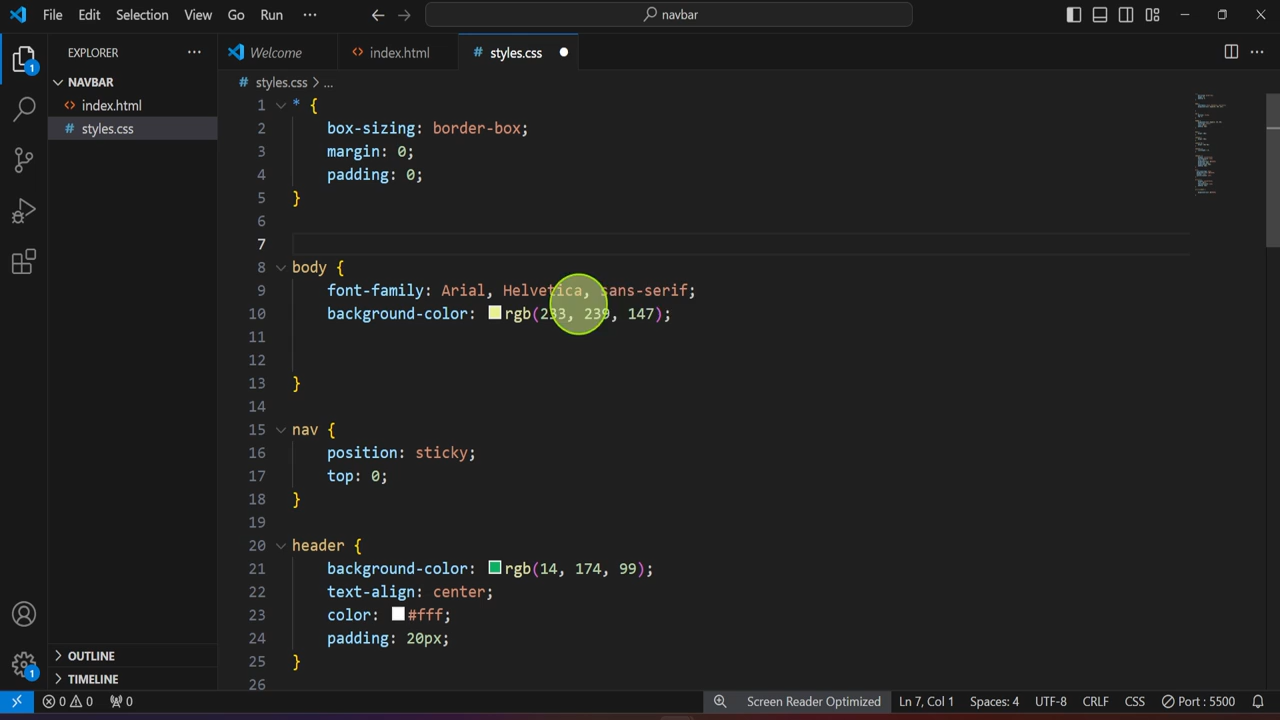 File Edit Selection View Go Run ··· navbar
EXPLORER ···
NAVBAR
index.html
styles.css
OUTLINE
TIMELINE
Welcome
index.html
styles.css
styles.css > ...
1 * {
2 box-sizing: border-box;
3 margin: 0;
4 padding: 0;
5 }
6
7
8 body {
9 font-family: Arial, Helvetica, sans-serif;
10 background-color: rgb(233, 239, 147);
11
12
13 }
14
15 nav {
16 position: sticky;
17 top: 0;
18 }
19
20 header {
21 background-color: rgb(14, 174, 99);
22 text-align: center;
23 color: #fff;
24 padding: 20px;
25 }
26
1
1
0 0 0 Screen Reader Optimized Ln 7, Col 1 Spaces: 4 UTF-8 CRLF CSS Port : 5500